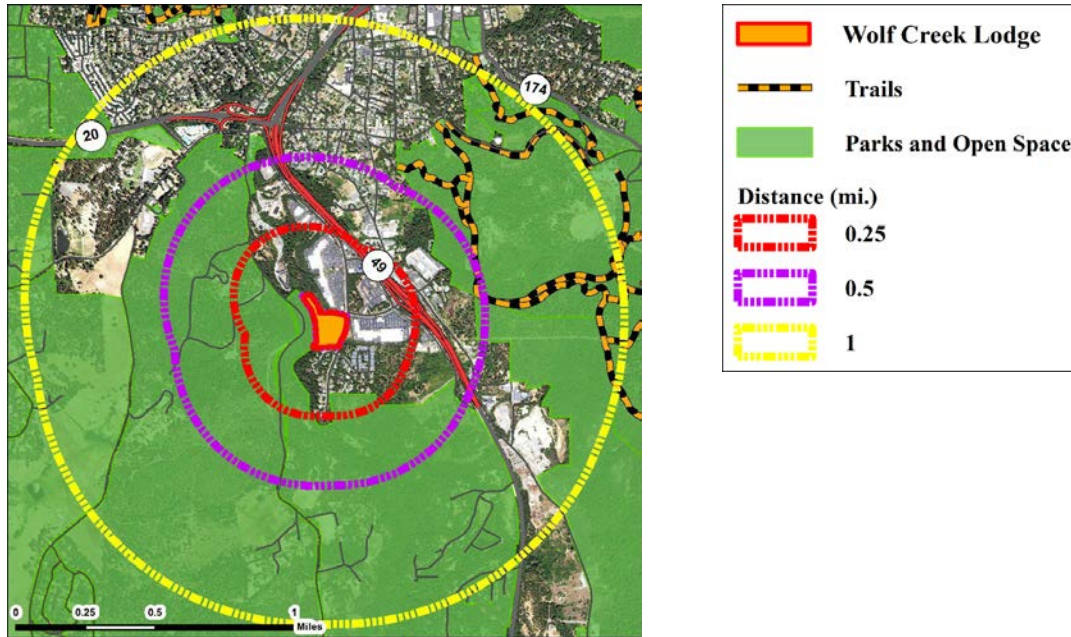 174
20
49
0 0.25 0.5 1
Miles
Wolf Creek Lodge
Trails
Parks and Open Space
Distance (mi.)
0.25
0.5
1